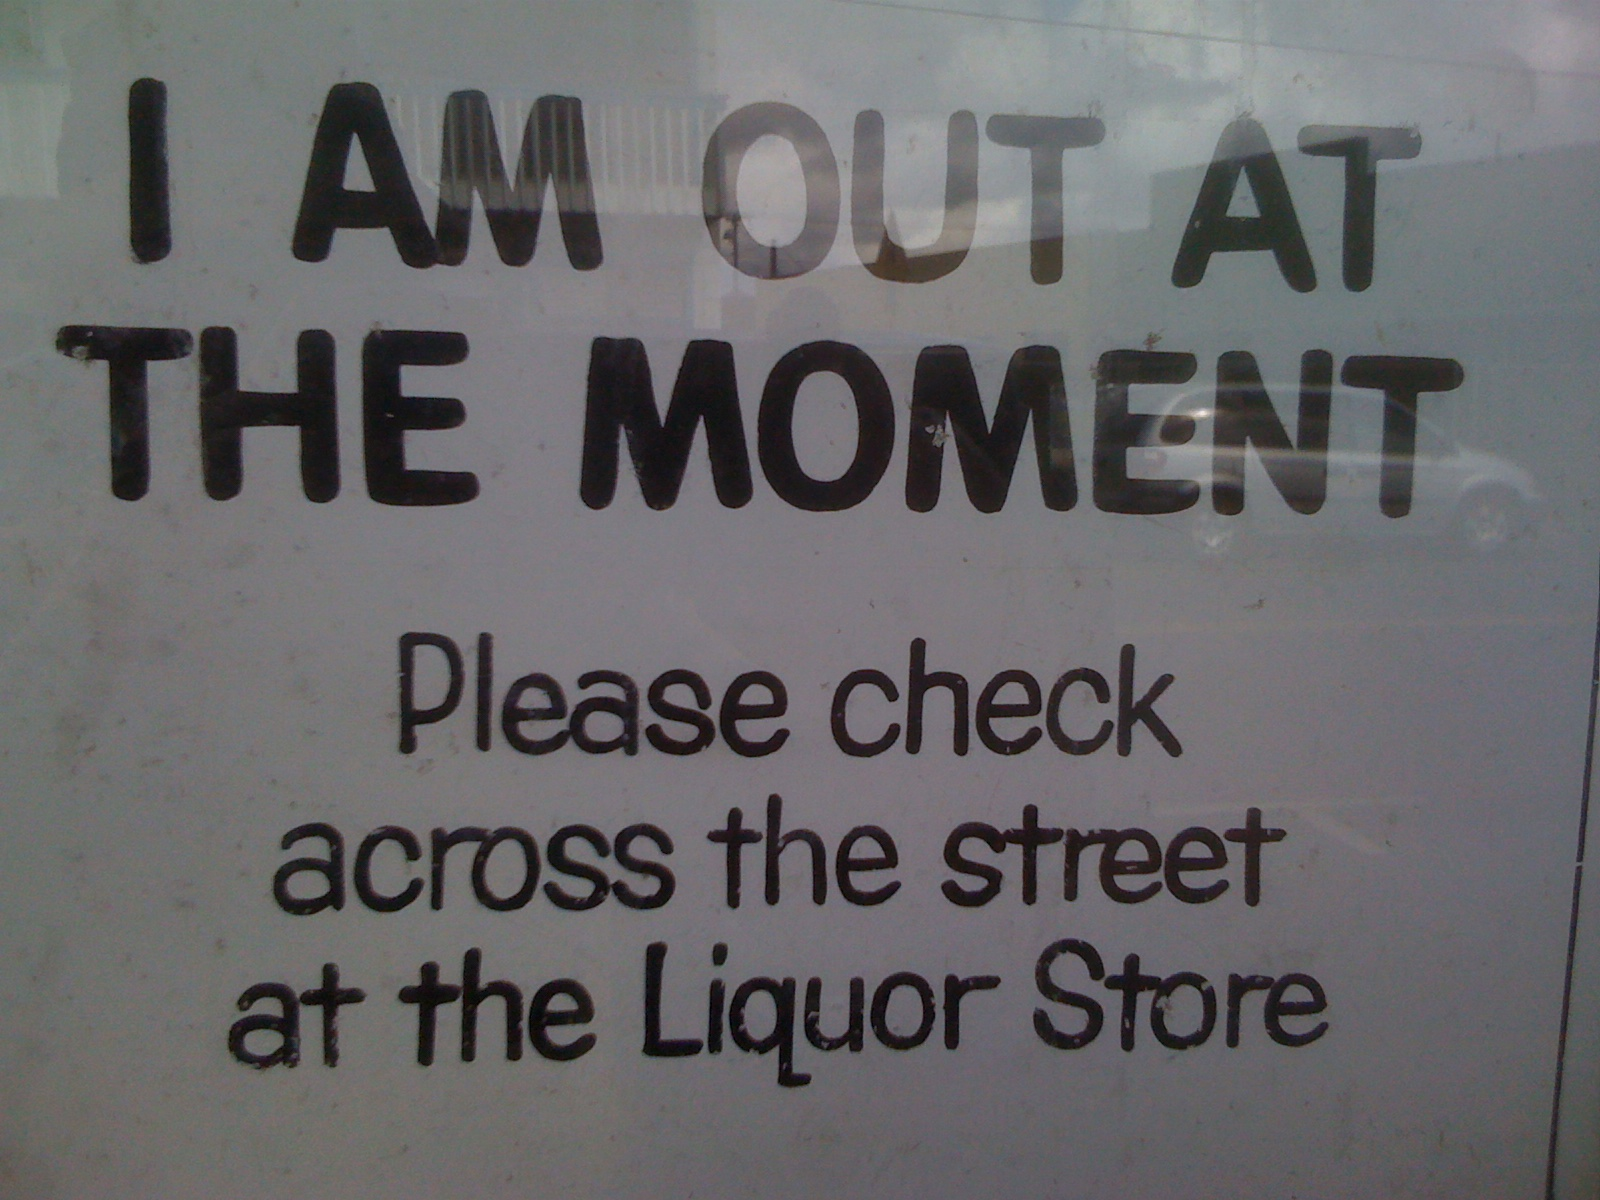 I AM OUT AT
THE MOMENT
Please check
across the street
at the Liquor Store